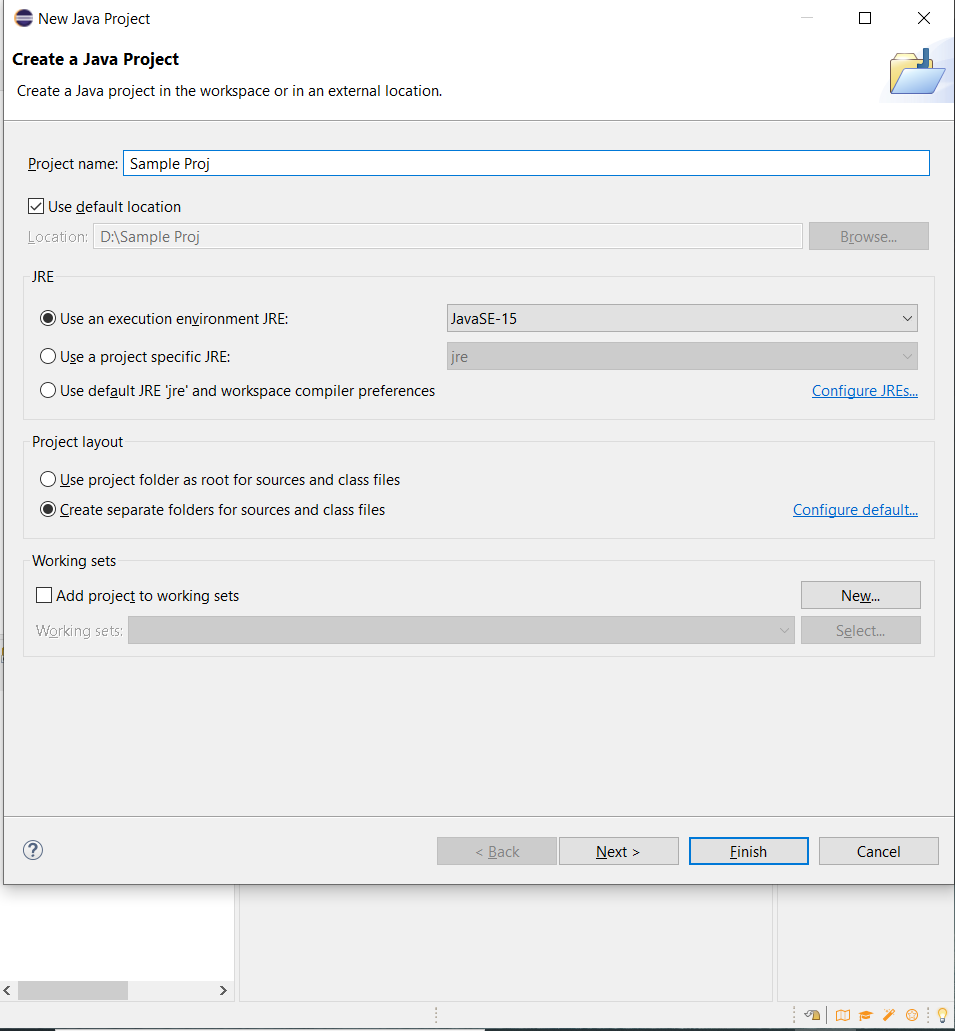 New Java Project
Create a Java Project
Create a Java project in the workspace or in an external location.
Project name: Sample Proj
Use default location
Location: D:\Sample Proj Browse...
JRE
Use an execution environment JRE: JavaSE-15
Use a project specific JRE: jre
Use default JRE 'jre' and workspace compiler preferences Configure JREs...
Project layout
Use project folder as root for sources and class files
Create separate folders for sources and class files Configure default...
Working sets
Add project to working sets New...
Working sets: Select...
? < Back Next > Finish Cancel